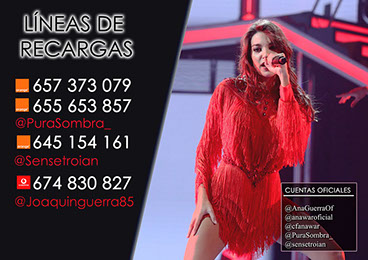 LÍNEAS DE
RECARGAS
657 373 079
655 653 857
@PuraSombra_
645 154 161
@Sensetroian
674 830 827
@Joaquinguerra85
CUENTAS OFICIALES
@AnaGuerraOf
@anawaroficial
@cfanawar
@PuraSombra_
@sensetroian